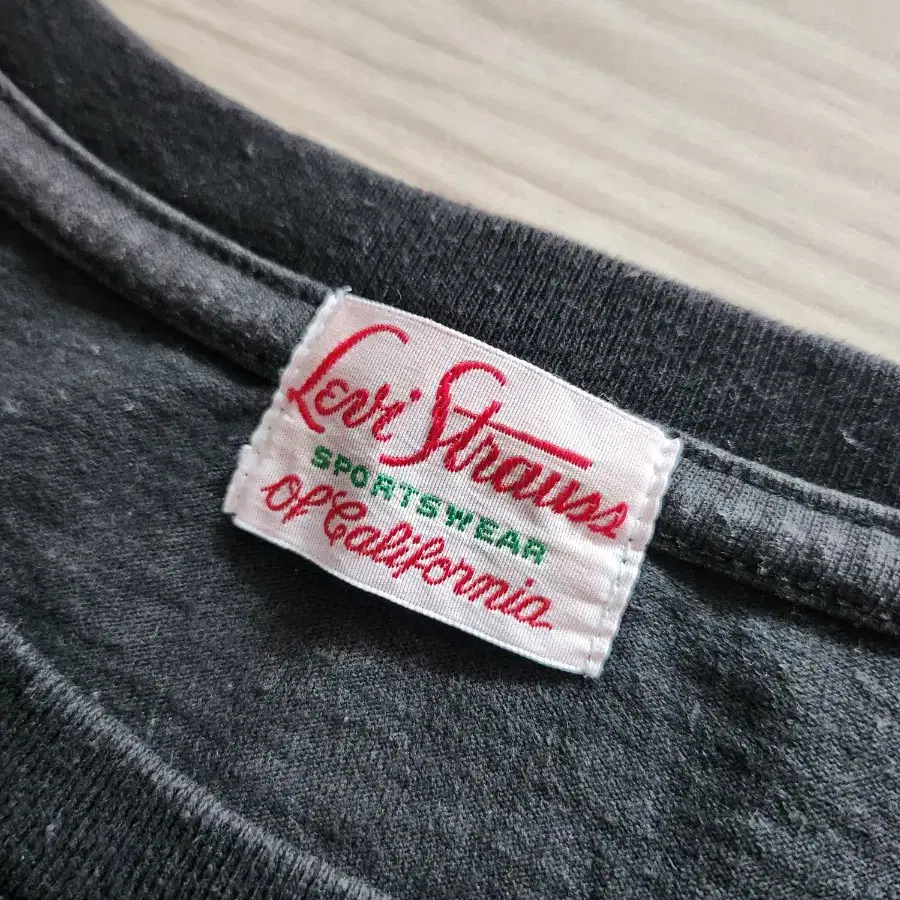 Levi Strauss
SPORTSWEAR
Of California